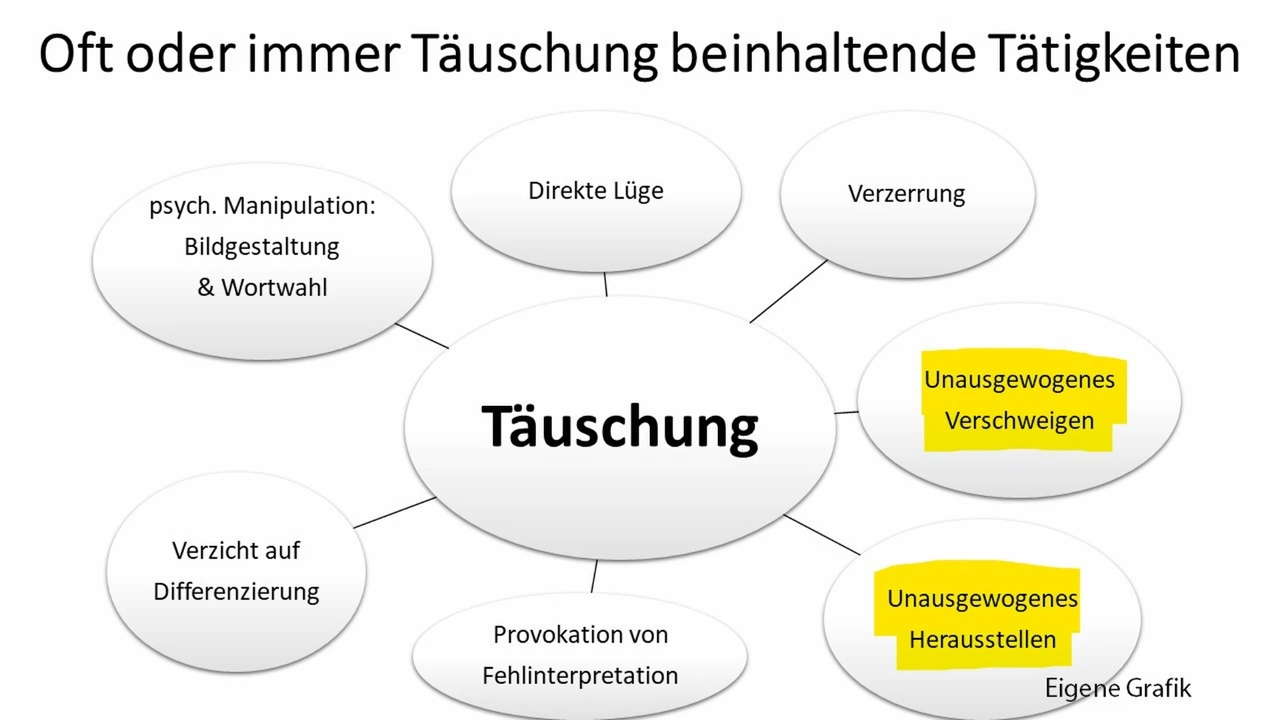 Oft oder immer Täuschung beinhaltende Tätigkeiten
psych. Manipulation:
Bildgestaltung
& Wortwahl
Direkte Lüge
Verzerrung
Täuschung
Unausgewogenes
Verschweigen
Verzicht auf
Differenzierung
Provokation von
Fehlinterpretation
Unausgewogenes
Herausstellen
Eigene Grafik